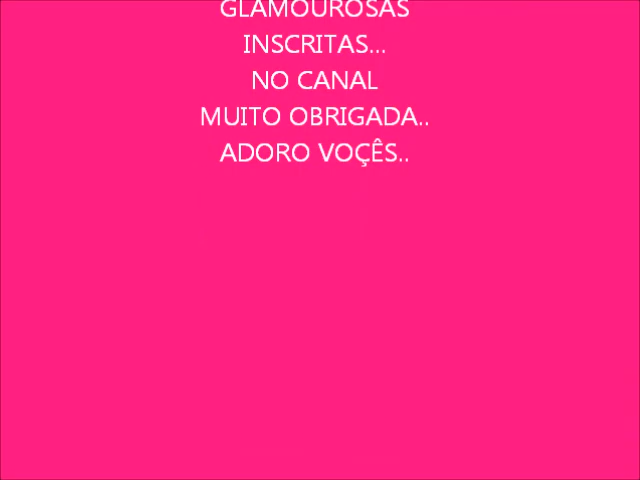 GLAMOUROSAS
INSCRITAS...
NO CANAL
MUITO OBRIGADA..
ADORO VOÇÊS..